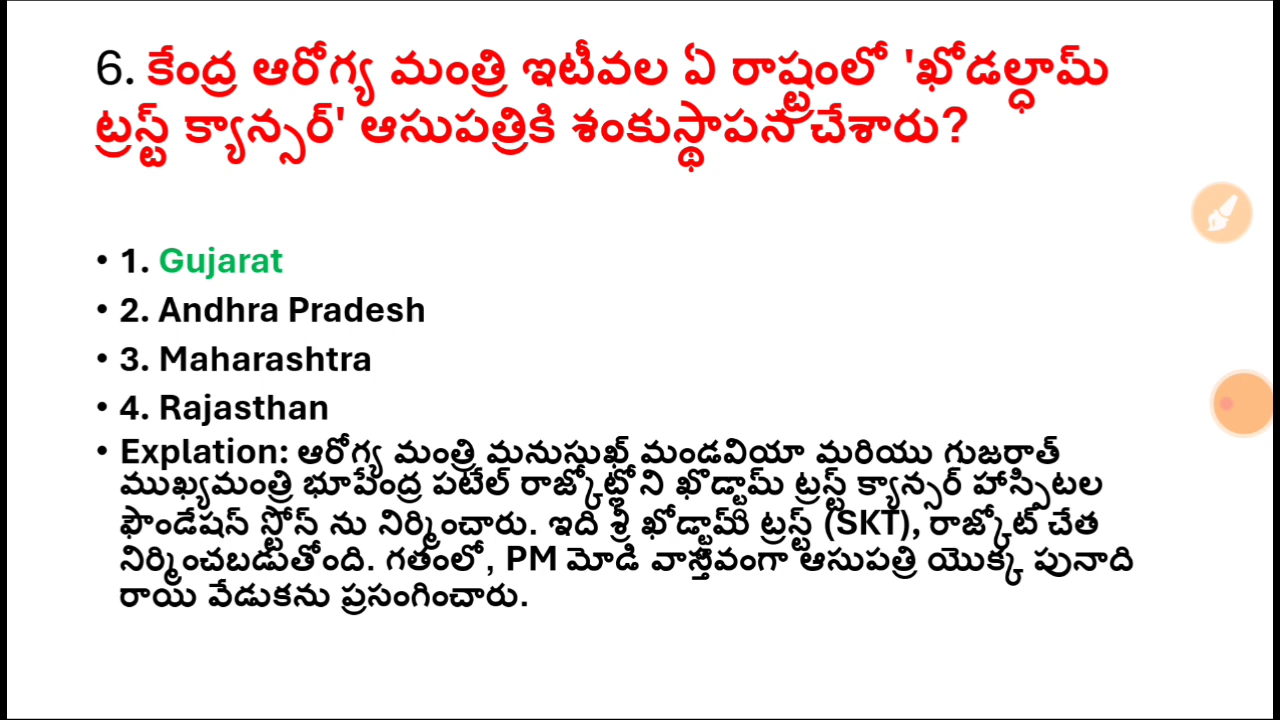 6. కేంద్ర ఆరోగ్య మంత్రి ఇటీవల ఏ రాష్ట్రంలో 'ఖోడల్ధామ్
ట్రస్ట్ క్యాన్సర్' ఆసుపత్రికి శంకుస్థాపన చేశారు?
• 1. Gujarat
• 2. Andhra Pradesh
• 3. Maharashtra
• 4. Rajasthan
• Explation: ఆరోగ్య మంత్రి మనుసుఖ్ మండవియా మరియు గుజరాత్
ముఖ్యమంత్రి భూపేంద్ర పటేల్ రాజ్కోట్లోని ఖోడ్ధామ్ ట్రస్ట్ క్యాన్సర్ హాస్పిటల
ఫౌండేషస్ స్టోస్ ను నిర్మించారు. ఇది శ్రీ ఖోడ్ధామ్ ట్రస్ట్ (SKT), రాజ్కోట్ చేత
నిర్మించబడుతోంది. గతంలో, PM మోడి వాస్తవంగా ఆసుపత్రి యొక్క పునాది
రాయి వేడుకను ప్రసంగించారు.